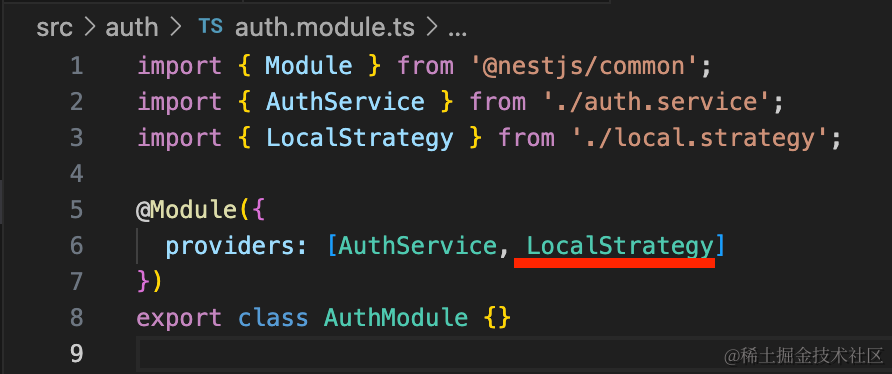 src > auth > TS auth.module.ts > ...
1 import { Module } from '@nestjs/common';
2 import { AuthService } from './auth.service';
3 import { LocalStrategy } from './local.strategy';
4
5 @Module({
6   providers: [AuthService, LocalStrategy]
7 })
8 export class AuthModule {}
9
@稀土掘金技术社区